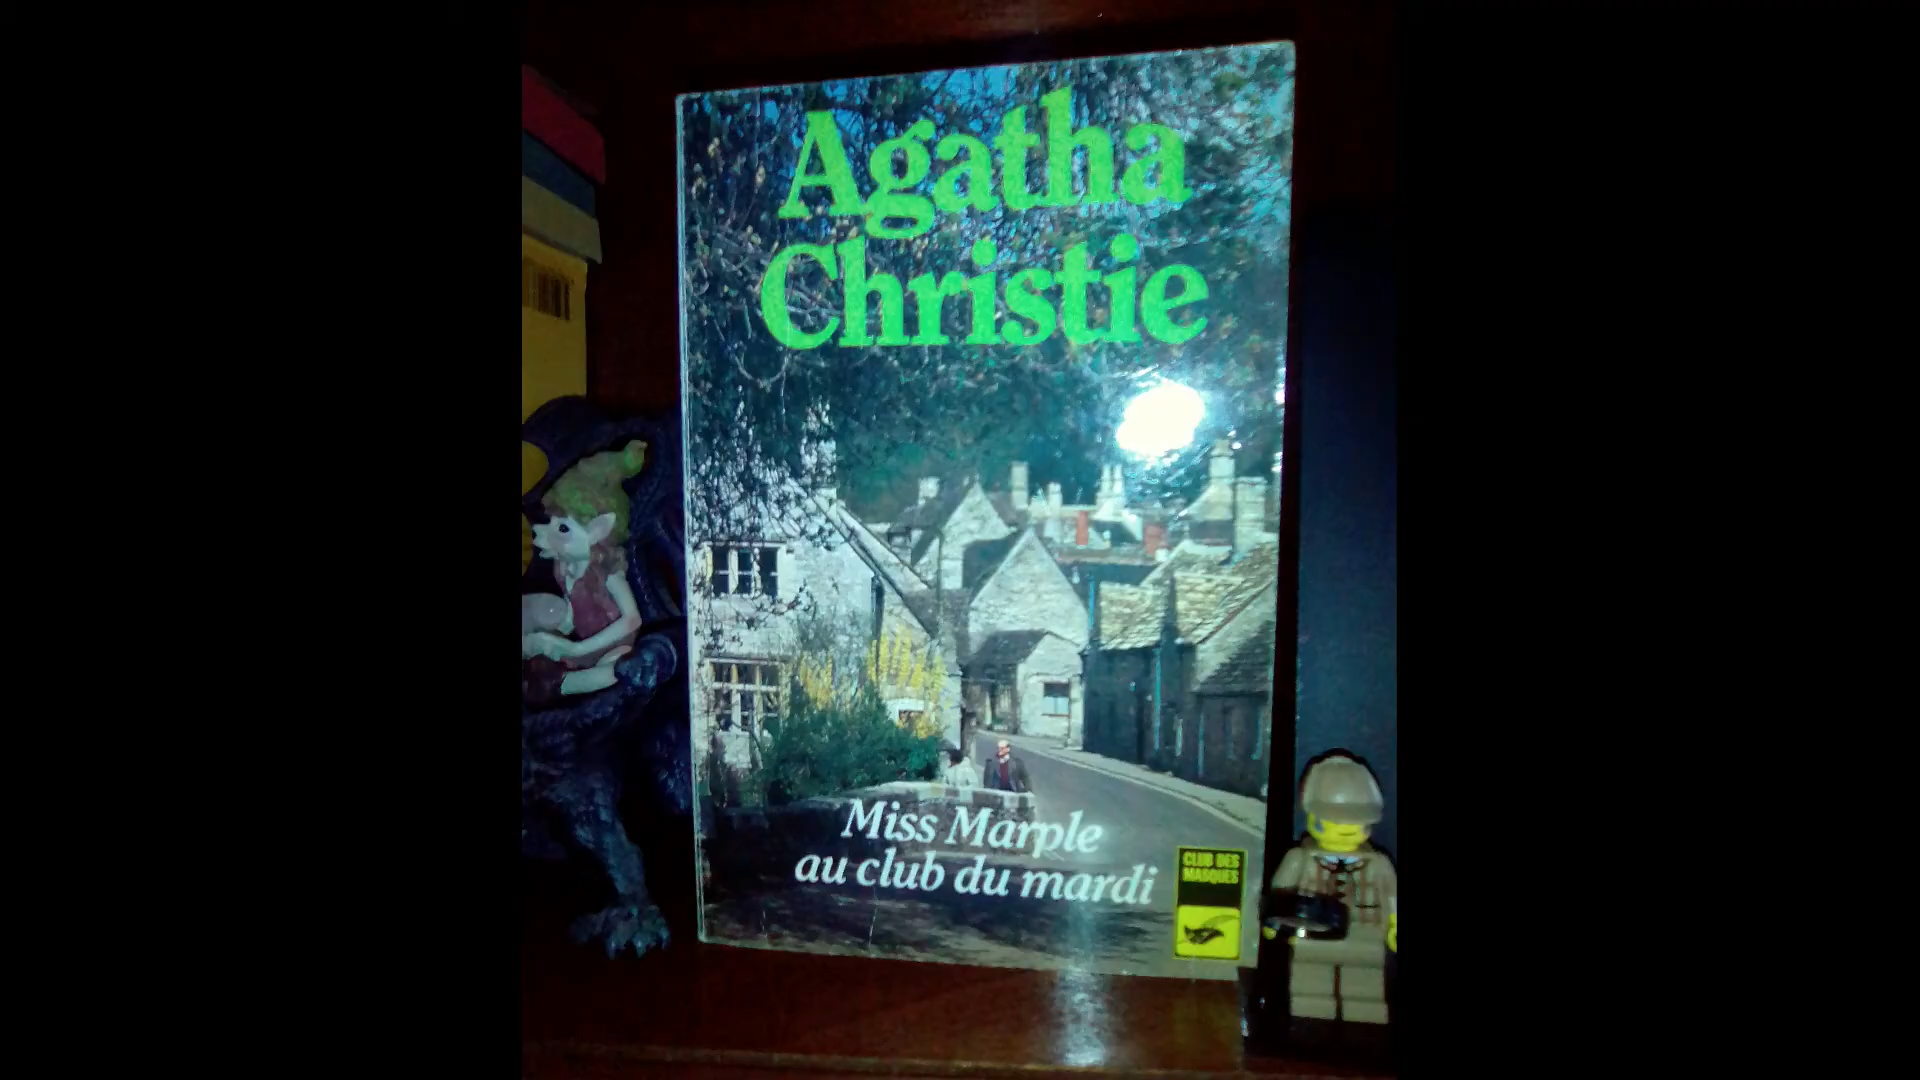 Agatha
Christie
Miss Marple
au club du mardi
CLUB DES
MASQUES